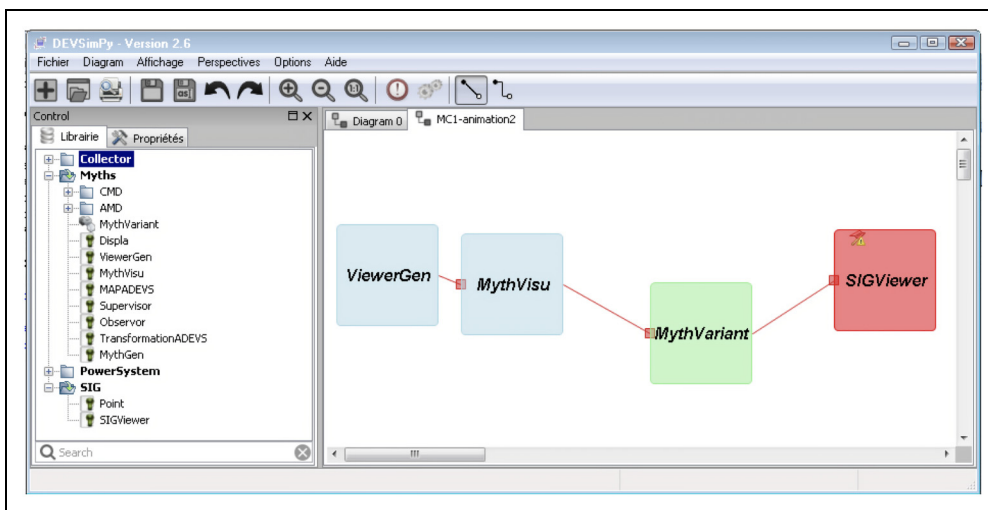 DEVSimPy - Version 2.6
Fichier Diagram Affichage Perspectives Options Aide
as
Control
Librairie Propriétés
Diagram 0 MC1-animation2
Collector
Myths
CMD
AMD
MythVariant
Displa
ViewerGen
MythVisu
MAPADEVS
Supervisor
Observor
TransformationADEVS
MythGen
PowerSystem
SIG
Point
SIGViewer
Search
ViewerGen
MythVisu
MythVariant
SIGViewer